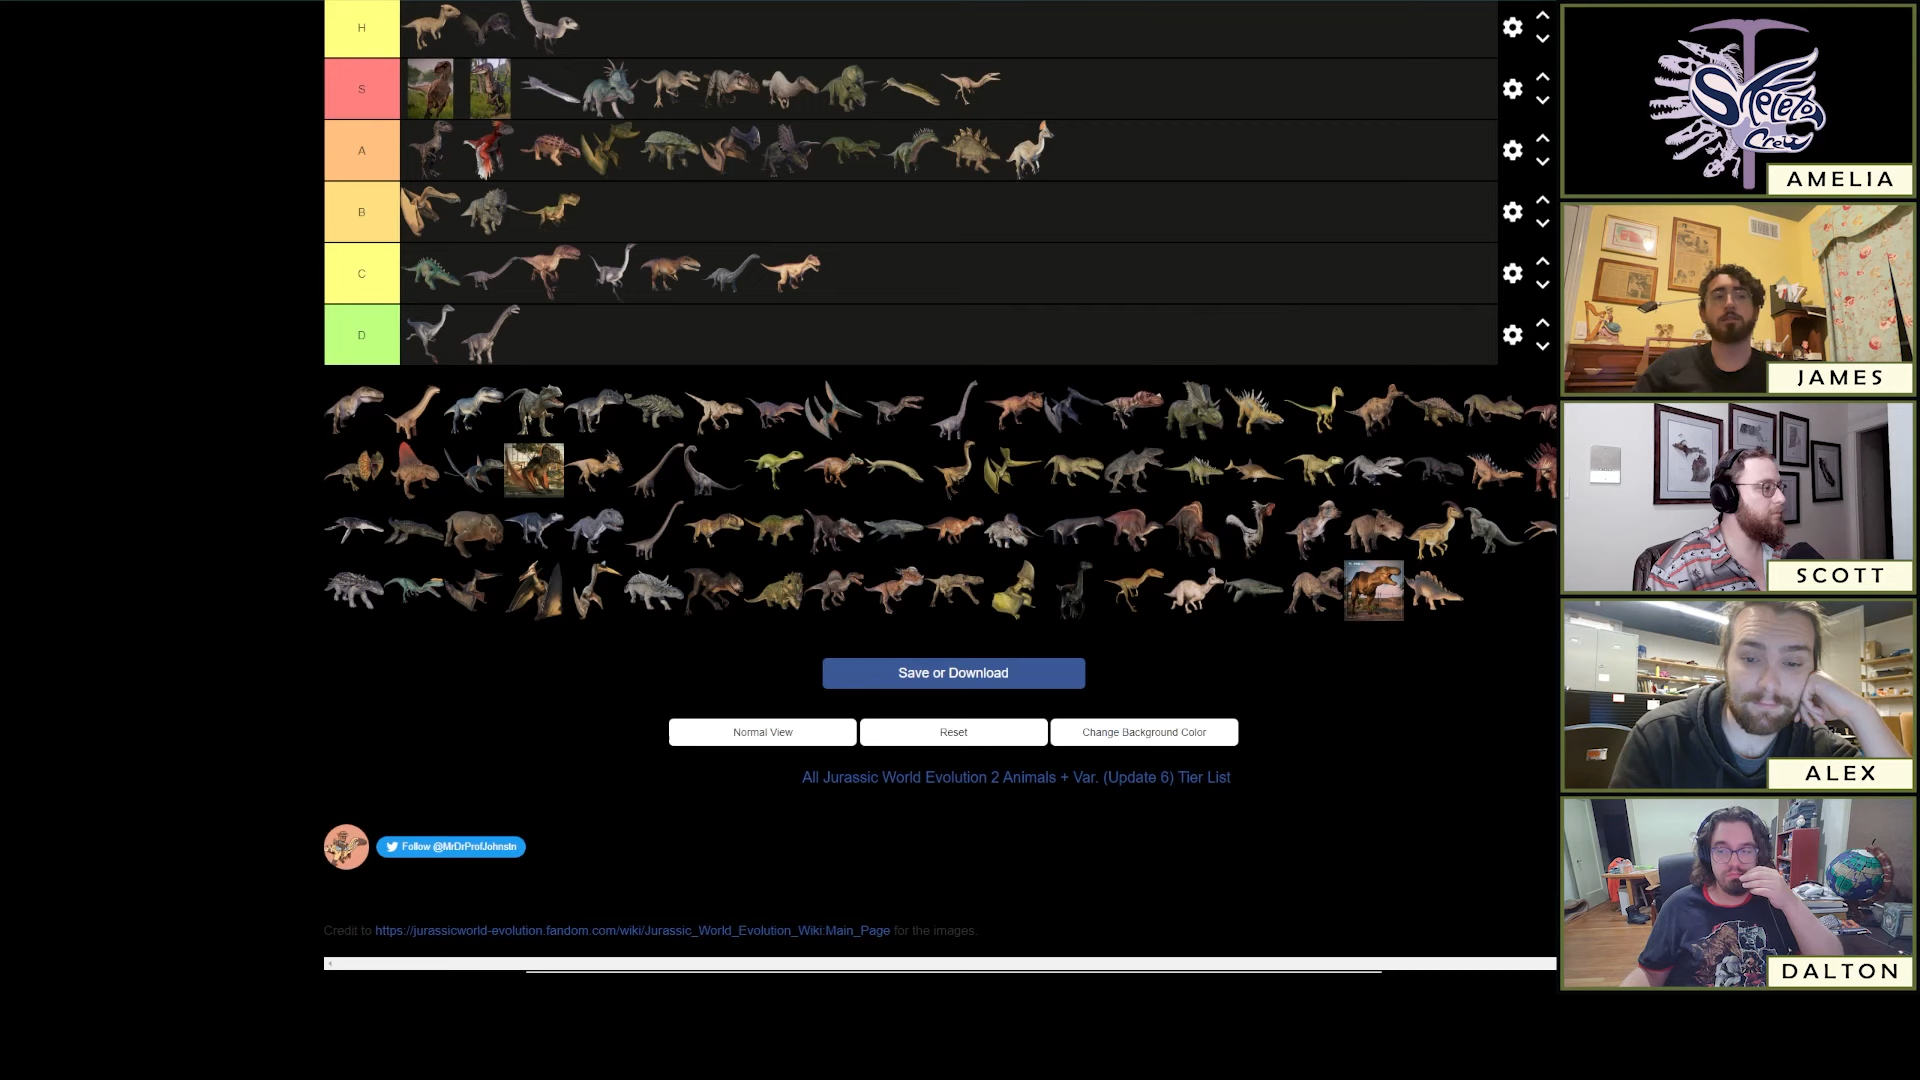 H
S
A
B
C
D
Save or Download
Normal View
Reset
Change Background Color
All Jurassic World Evolution 2 Animals + Var. (Update 6) Tier List
Follow @MrDrProfJohnstn
Credit to https://jurassicworld-evolution.fandom.com/wiki/Jurassic_World_Evolution_Wiki:Main_Page for the images.
Skeleto
Crew
AMELIA
JAMES
SCOTT
ALEX
DALTON